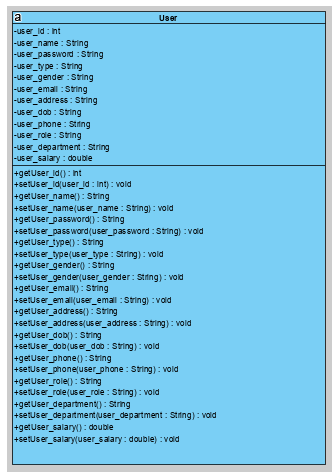 a
User
-user_id : int
-user_name : String
-user_password : String
-user_type : String
-user_gender : String
-user_email : String
-user_address : String
-user_dob : String
-user_phone : String
-user_role : String
-user_department : String
-user_salary : double
+getUser_id() : int
+setUser_id(user_id : int) : void
+getUser_name() : String
+setUser_name(user_name : String) : void
+getUser_password() : String
+setUser_password(user_password : String) : void
+getUser_type() : String
+setUser_type(user_type : String) : void
+getUser_gender() : String
+setUser_gender(user_gender : String) : void
+getUser_email() : String
+setUser_email(user_email : String) : void
+getUser_address() : String
+setUser_address(user_address : String) : void
+getUser_dob() : String
+setUser_dob(user_dob : String) : void
+getUser_phone() : String
+setUser_phone(user_phone : String) : void
+getUser_role() : String
+setUser_role(user_role : String) : void
+getUser_department() : String
+setUser_department(user_department : String) : void
+getUser_salary() : double
+setUser_salary(user_salary : double) : void